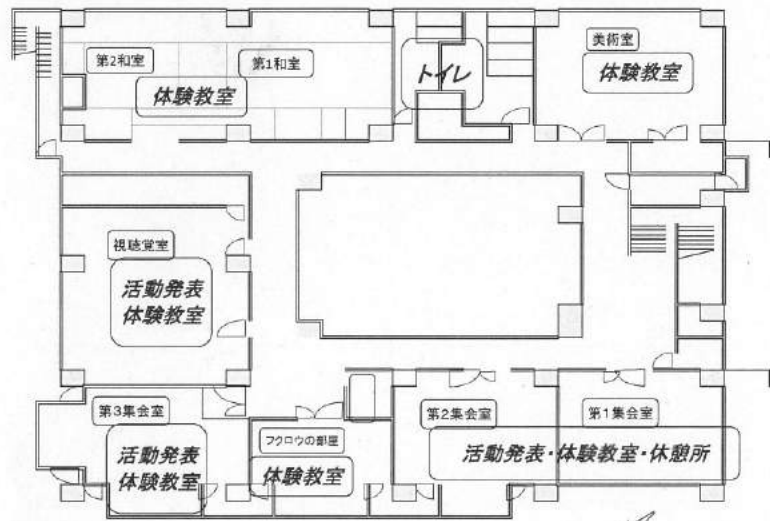 第2和室
第1和室
体験教室
トイレ
美術室
体験教室
視聴覚室
活動発表
体験教室
第3集会室
活動発表
体験教室
フクロウの部屋
体験教室
第2集会室
第1集会室
活動発表・体験教室・休憩所